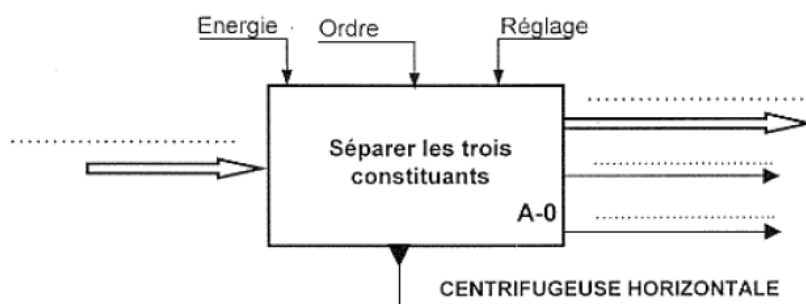 Energie
Ordre
Réglage
Séparer les trois
constituants
A-0
CENTRIFUGEUSE HORIZONTALE